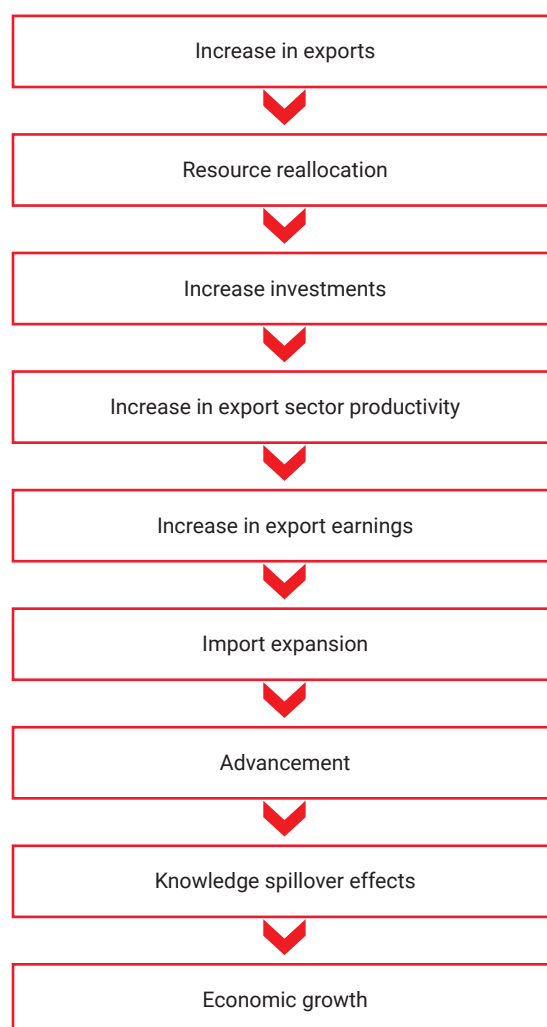 Increase in exports
Resource reallocation
Increase investments
Increase in export sector productivity
Increase in export earnings
Import expansion
Advancement
Knowledge spillover effects
Economic growth